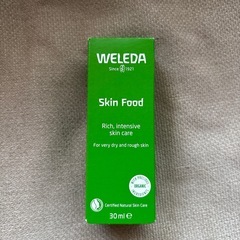 WELEDA
Since 1921
Skin Food
Rich, intensive
skin care
For very dry and rough skin
ORGANIC
Certified Natural Skin Care
30 ml e